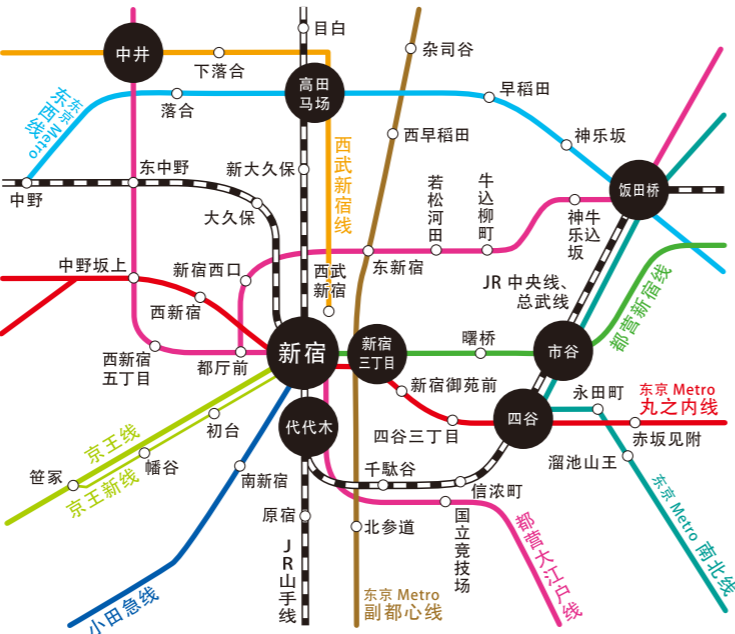 目白
杂司谷
中井
下落合
高田
马场
早稻田
东京 Metro
东西线
落合
西早稻田
神乐坂
西武新宿线
东中野
新大久保
若松河田
牛込柳町
饭田桥
中野
大久保
神乐坂
牛込
中野坂上
新宿西口
西武
新宿
东新宿
JR 中央线、
总武线
都营新宿线
西新宿
新宿
新宿
三丁目
曙桥
市谷
西新宿
五丁目
都厅前
新宿御苑前
永田町
东京 Metro
丸之内线
京王线
初台
代代木
四谷三丁目
四谷
赤坂见附
笹冢
幡谷
京王新线
南新宿
千駄谷
信浓町
溜池山王
原宿
北参道
国立竞技场
都营大江户线
东京 Metro 南北线
JR山手线
小田急线
东京 Metro
副都心线